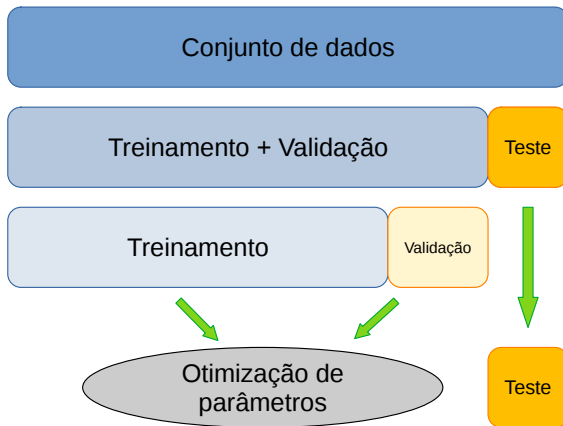 Conjunto de dados
Treinamento + Validação
Teste
Treinamento
Validação
Otimização de
parâmetros
Teste